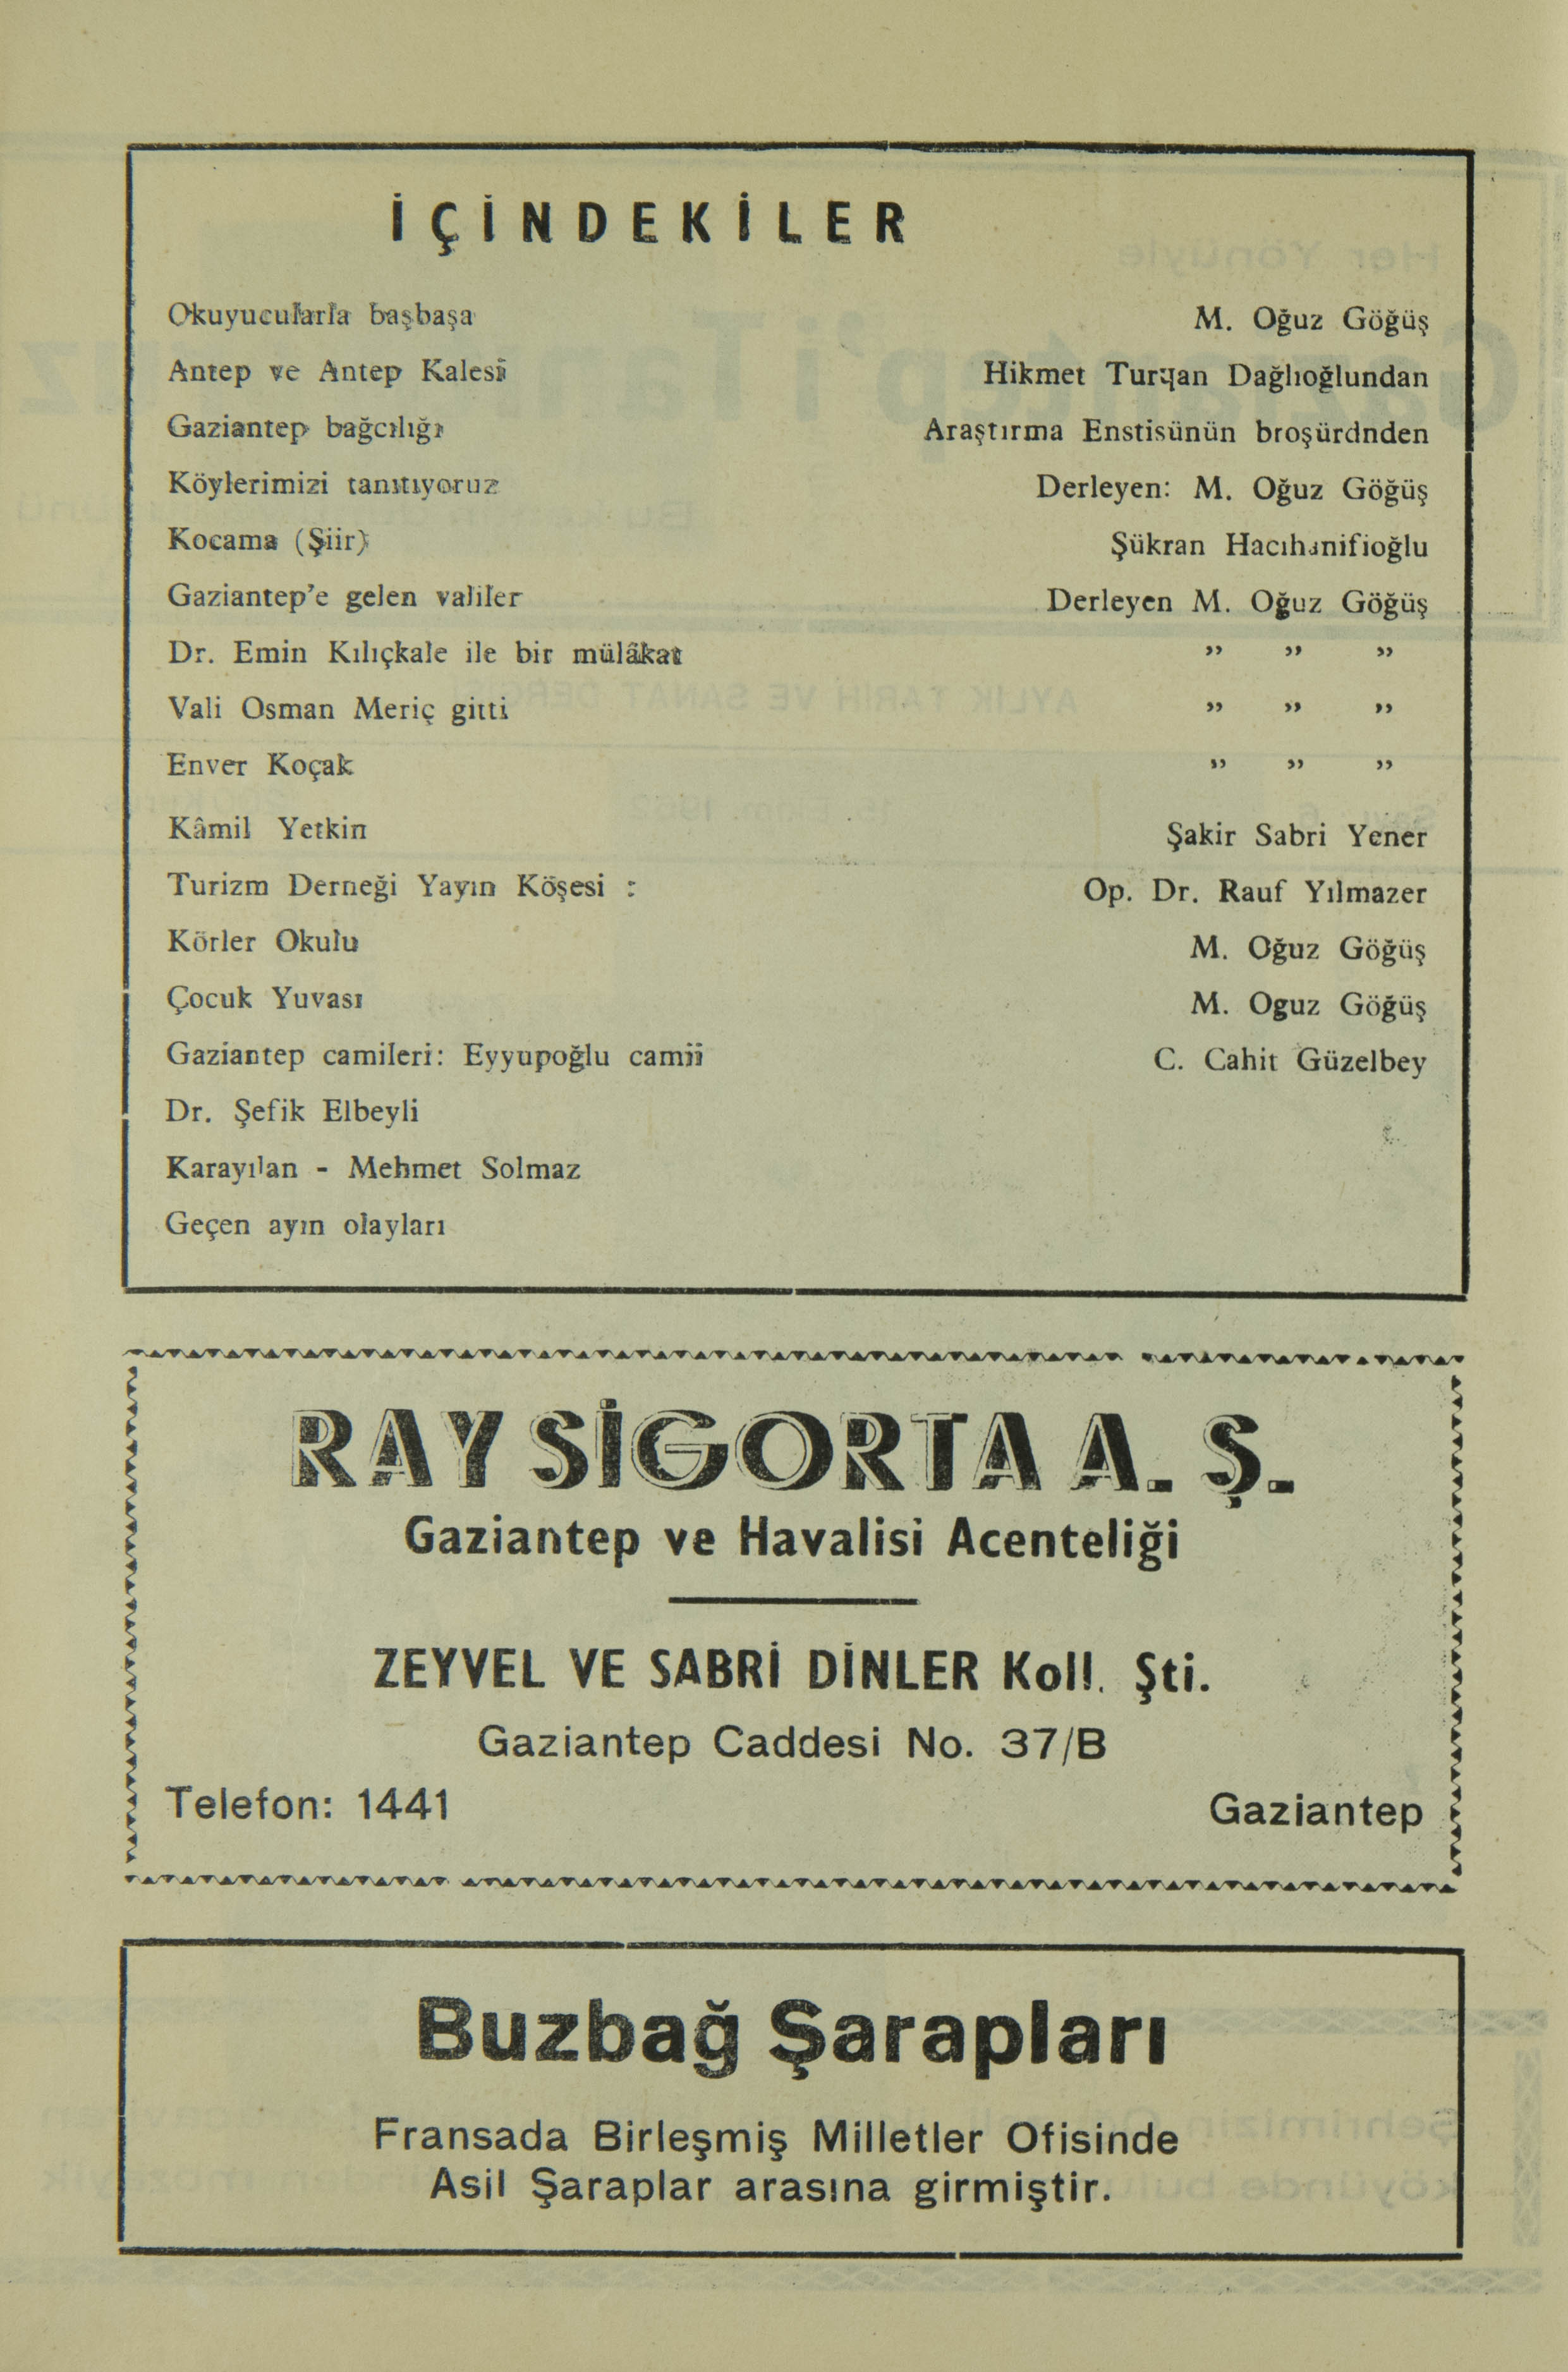 İÇİNDEKİLER
Okuyucularla başbaşa M. Oğuz Göğüş
Antep ve Antep Kalesi Hikmet Turhan Dağlıoğlundan
Gaziantep bağcılığı Araştırma Enstisünün broşürdnden
Köylerimizi tanıtıyoruz Derleyen: M. Oğuz Göğüş
Kocama (Şiir) Şükran Hacıhanifioğlu
Gaziantep'e gelen valiler Derleyen M. Oğuz Göğüş
Dr. Emin Kılıçkale ile bir mülâkat ,, ,, ,,
Vali Osman Meriç gitti ,, ,, ,,
Enver Koçak ,, ,, ,,
Kâmil Yetkin Şakir Sabri Yener
Turizm Derneği Yayın Köşesi : Op. Dr. Rauf Yılmazer
Körler Okulu M. Oğuz Göğüş
Çocuk Yuvası M. Oguz Göğüş
Gaziantep camileri: Eyyupoğlu camii C. Cahit Güzelbey
Dr. Şefik Elbeyli
Karayılan - Mehmet Solmaz
Geçen ayın olayları
RAY SİGORTA A. Ş.
Gaziantep ve Havalisi Acenteliği
ZEYVEL VE SABRİ DİNLER Koll. Şti.
Gaziantep Caddesi No. 37/B
Telefon: 1441 Gaziantep
Buzbağ Şarapları
Fransada Birleşmiş Milletler Ofisinde
Asil Şaraplar arasına girmiştir.